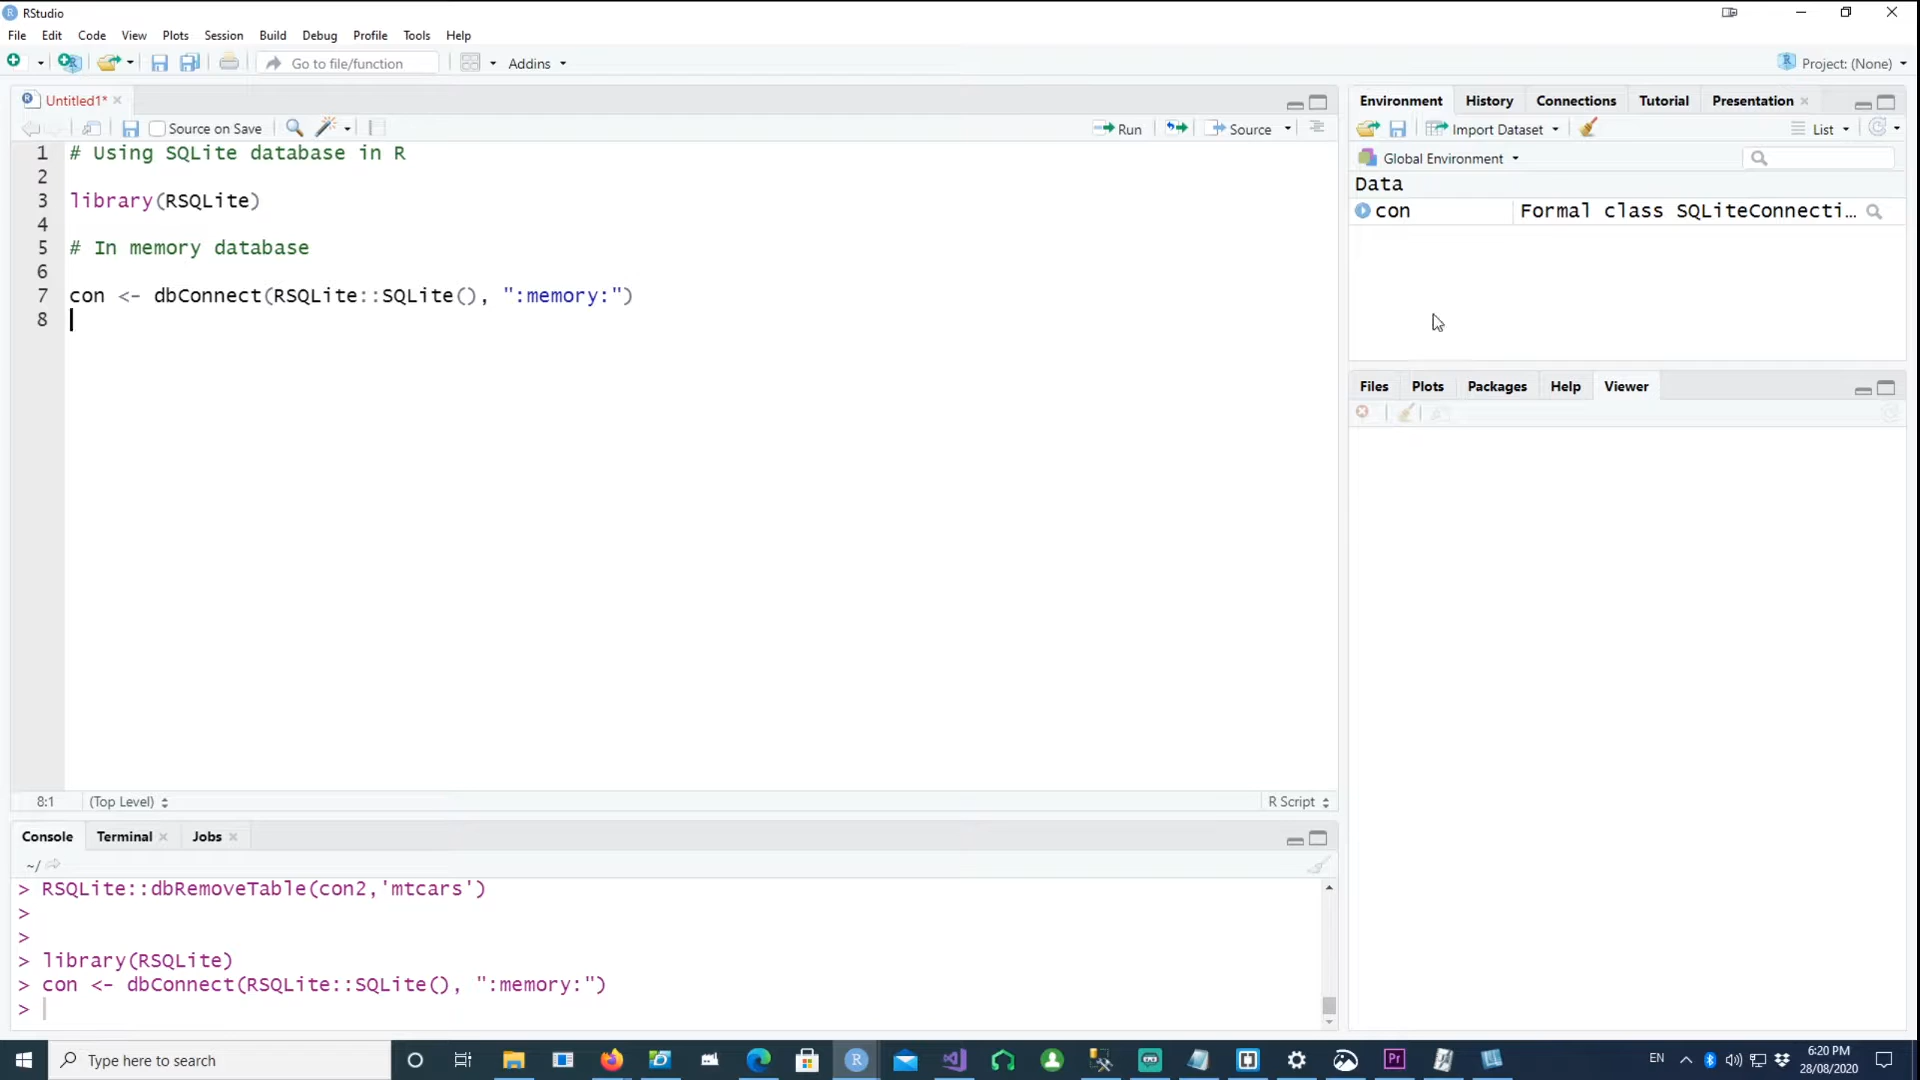 RStudio
File Edit Code View Plots Session Build Debug Profile Tools Help
Go to file/function Addins Project: (None)
Untitled1*
Source on Save Run Source
1 # Using SQLite database in R
2
3 library(RSQLite)
4
5 # In memory database
6
7 con <- dbConnect(RSQLite::SQLite(), ":memory:")
8
8:1 (Top Level) R Script
Console Terminal Jobs
~/
> RSQLite::dbRemoveTable(con2,'mtcars')
>
>
> library(RSQLite)
> con <- dbConnect(RSQLite::SQLite(), ":memory:")
>
Environment History Connections Tutorial Presentation
Import Dataset List
Global Environment
Data
con Formal class SQLiteConnecti…
Files Plots Packages Help Viewer
Type here to search
R
Pr
EN
6:20 PM
28/08/2020